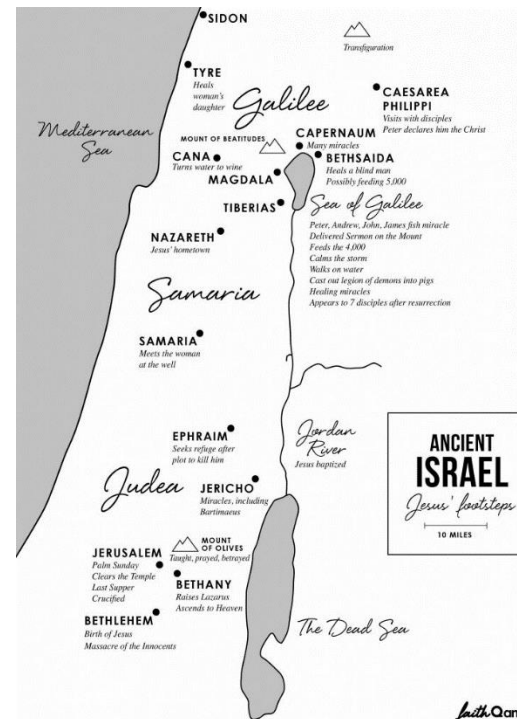 SIDON
Transfiguration
TYRE
Heals
woman's
daughter
Galilee
CAESAREA
PHILIPPI
Visits with disciples
Peter declares him the Christ
Mediterranean
Sea
MOUNT OF BEATITUDES
CAPERNAUM
Many miracles
CANA
Turns water to wine
BETHSAIDA
Heals a blind man
Possibly feeding 5,000
MAGDALA
TIBERIAS
Sea of Galilee
Peter, Andrew, John, James fish miracle
Delivered Sermon on the Mount
Feeds the 4,000
Calms the storm
Walks on water
Cast out legion of demons into pigs
Healing miracles
Appears to 7 disciples after resurrection
NAZARETH
Jesus' hometown
Samaria
SAMARIA
Meets the woman
at the well
EPHRAIM
Seeks refuge after
plot to kill him
Jordan
River
Jesus baptized
ANCIENT
ISRAEL
Jesus' footsteps
10 MILES
Judea
JERICHO
Miracles, including
Bartimaeus
MOUNT
OF OLIVES
Taught, prayed, betrayed
JERUSALEM
Palm Sunday
Clears the Temple
Last Supper
Crucified
BETHANY
Raises Lazarus
Ascends to Heaven
BETHLEHEM
Birth of Jesus
Massacre of the Innocents
The Dead Sea
faith